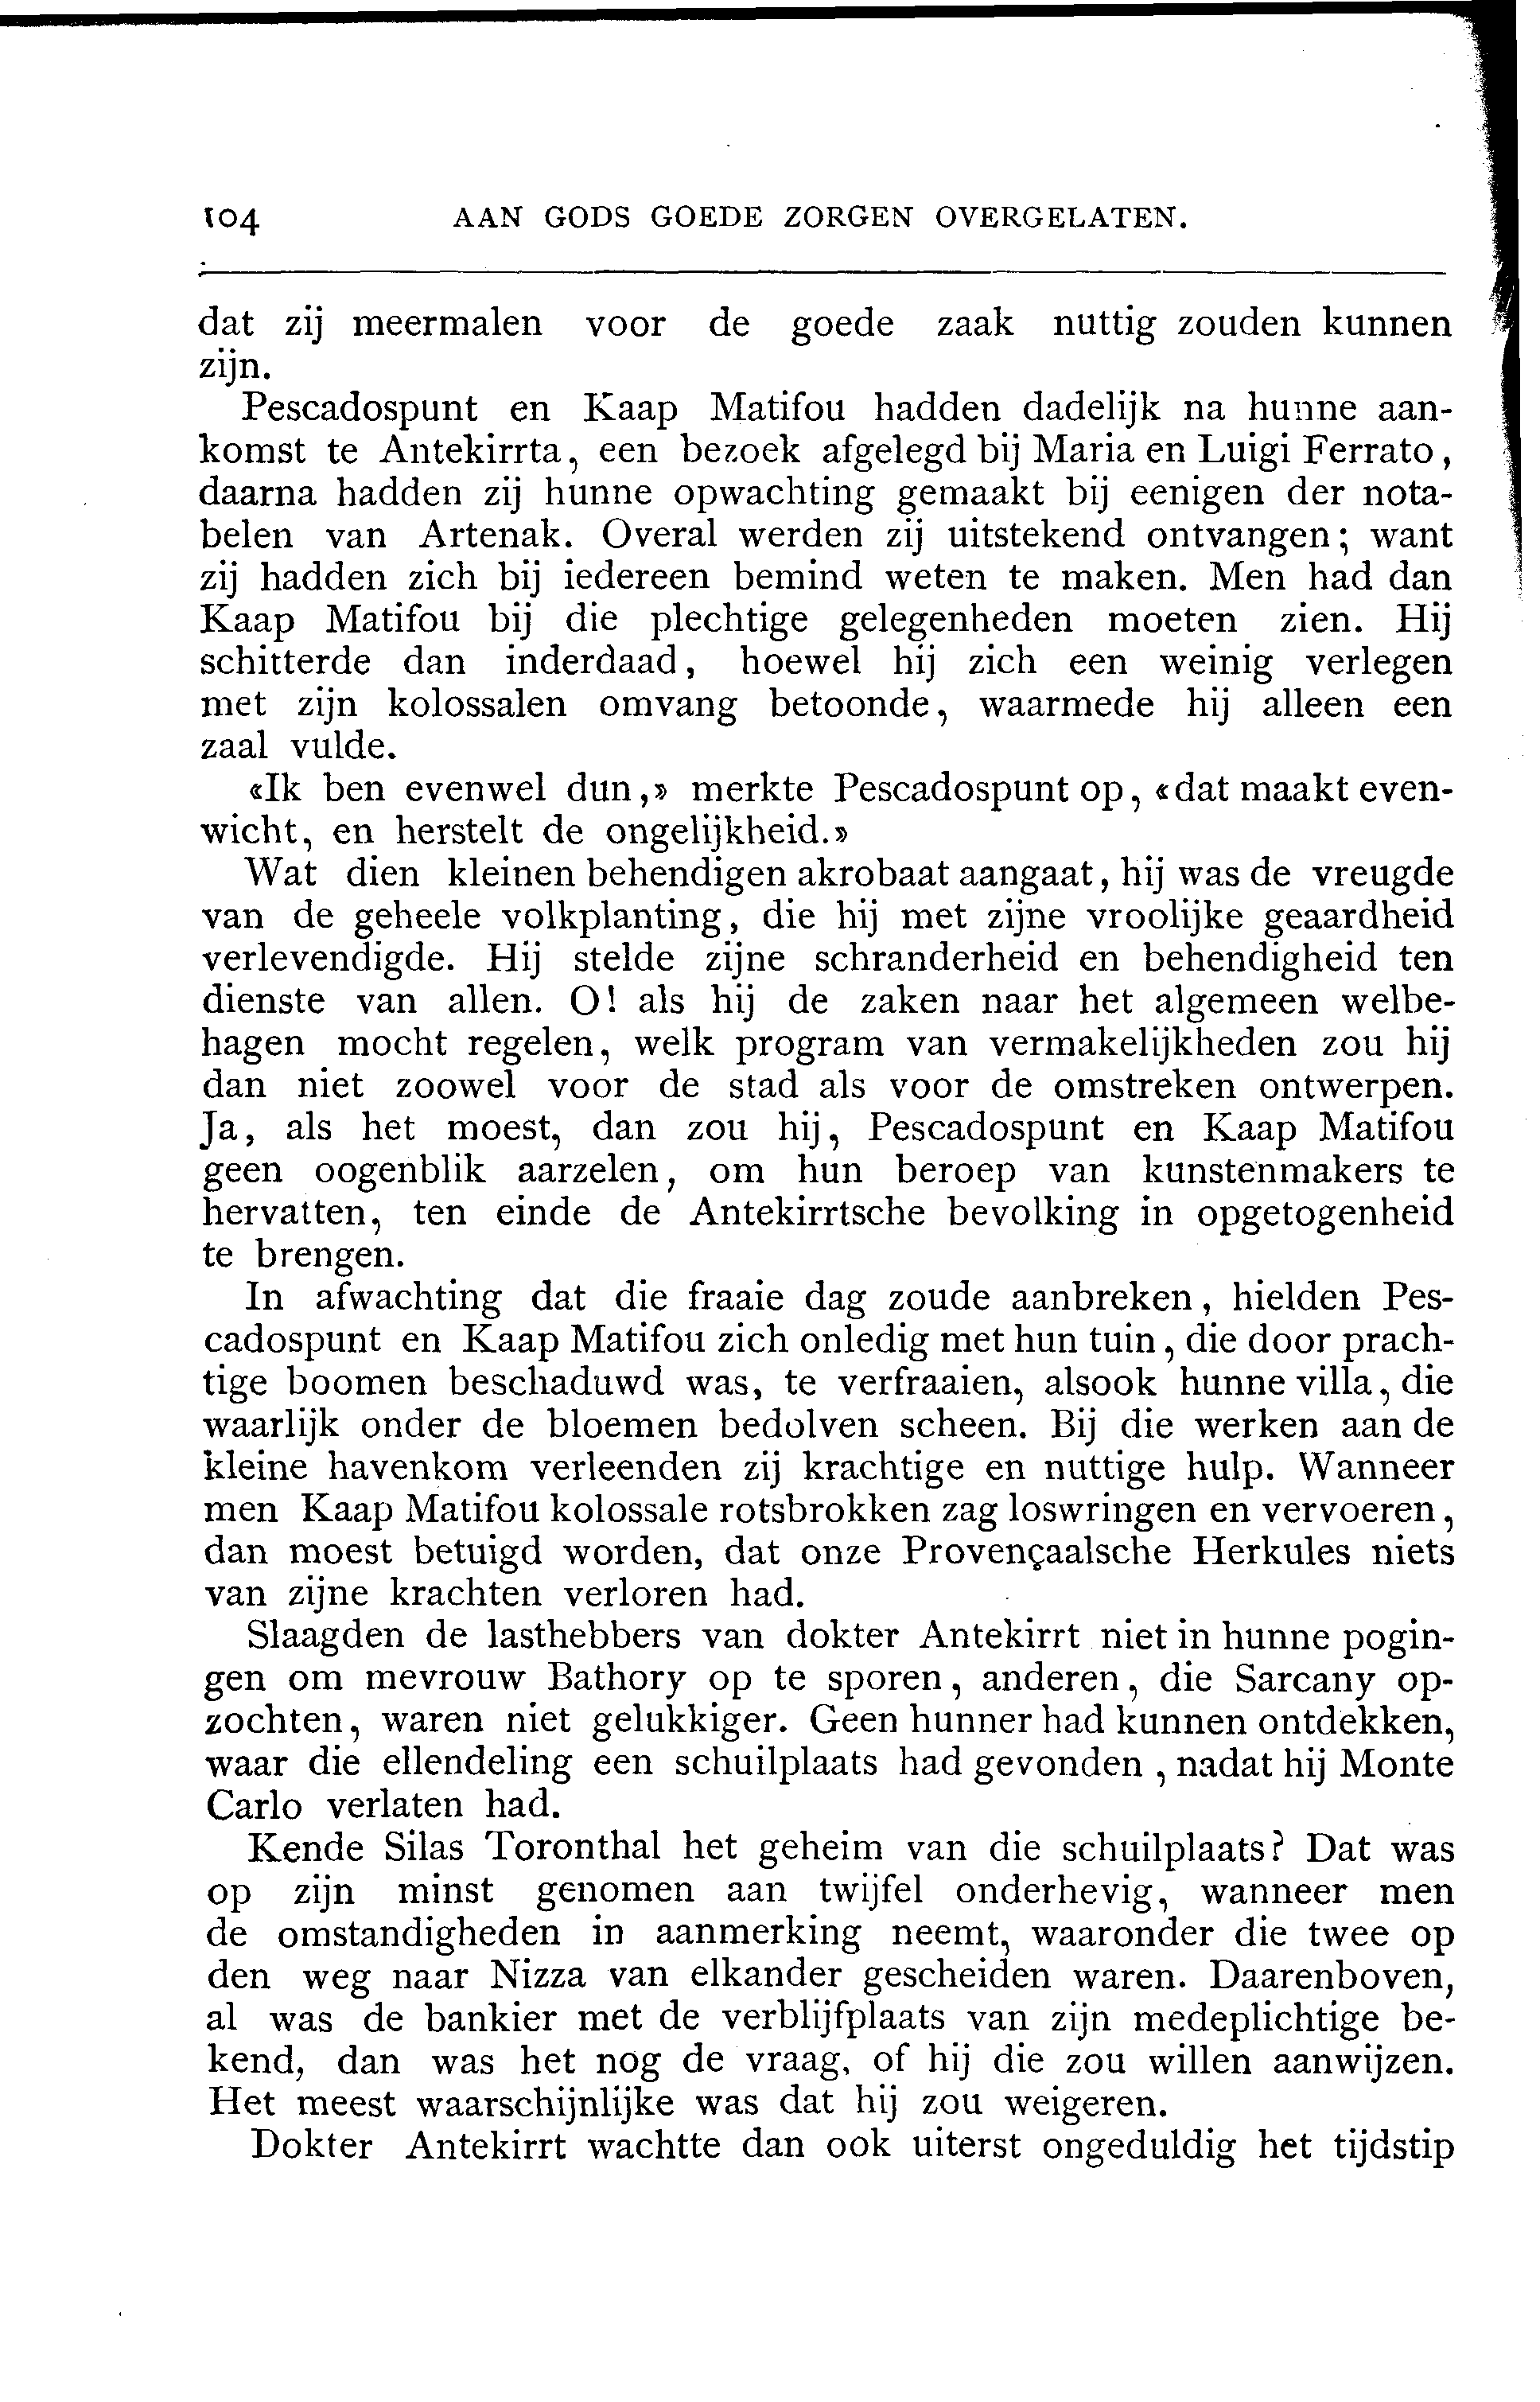 104 AAN GODS GOEDE ZORGEN OVERGELATEN.
dat zij meermalen voor de goede zaak nuttig zouden kunnen
zijn.
Pescadospunt en Kaap Matifou hadden dadelijk na hunne aan-
komst te Antekirrta, een bezoek afgelegd bij Maria en Luigi Ferrato,
daarna hadden zij hunne opwachting gemaakt bij eenigen der nota-
belen van Artenak. Overal werden zij uitstekend ontvangen; want
zij hadden zich bij iedereen bemind weten te maken. Men had dan
Kaap Matifou bij die plechtige gelegenheden moeten zien. Hij
schitterde dan inderdaad, hoewel hij zich een weinig verlegen
met zijn kolossalen omvang betoonde, waarmede hij alleen een
zaal vulde.
«Ik ben evenwel dun,» merkte Pescadospunt op, «dat maakt even-
wicht, en herstelt de ongelijkheid.»
Wat dien kleinen behendigen akrobaat aangaat, hij was de vreugde
van de geheele volkplanting, die hij met zijne vroolijke geaardheid
verlevendigde. Hij stelde zijne schranderheid en behendigheid ten
dienste van allen. O! als hij de zaken naar het algemeen welbe-
hagen mocht regelen, welk program van vermakelijkheden zou hij
dan niet zoowel voor de stad als voor de omstreken ontwerpen.
Ja, als het moest, dan zou hij, Pescadospunt en Kaap Matifou
geen oogenblik aarzelen, om hun beroep van kunstenmakers te
hervatten, ten einde de Antekirrtsche bevolking in opgetogenheid
te brengen.
In afwachting dat die fraaie dag zoude aanbreken, hielden Pes-
cadospunt en Kaap Matifou zich onledig met hun tuin, die door prach-
tige boomen beschaduwd was, te verfraaien, alsook hunne villa, die
waarlijk onder de bloemen bedolven scheen. Bij die werken aan de
kleine havenkom verleenden zij krachtige en nuttige hulp. Wanneer
men Kaap Matifou kolossale rotsbrokken zag loswringen en vervoeren,
dan moest betuigd worden, dat onze Provençaalsche Herkules niets
van zijne krachten verloren had.
Slaagden de lasthebbers van dokter Antekirrt niet in hunne pogin-
gen om mevrouw Bathory op te sporen, anderen, die Sarcany op-
zochten, waren niet gelukkiger. Geen hunner had kunnen ontdekken,
waar die ellendeling een schuilplaats had gevonden, nadat hij Monte
Carlo verlaten had.
Kende Silas Toronthal het geheim van die schuilplaats? Dat was
op zijn minst genomen aan twijfel onderhevig, wanneer men
de omstandigheden in aanmerking neemt, waaronder die twee op
den weg naar Nizza van elkander gescheiden waren. Daarenboven,
al was de bankier met de verblijfplaats van zijn medeplichtige be-
kend, dan was het nog de vraag, of hij die zou willen aanwijzen.
Het meest waarschijnlijke was dat hij zou weigeren.
Dokter Antekirrt wachtte dan ook uiterst ongeduldig het tijdstip